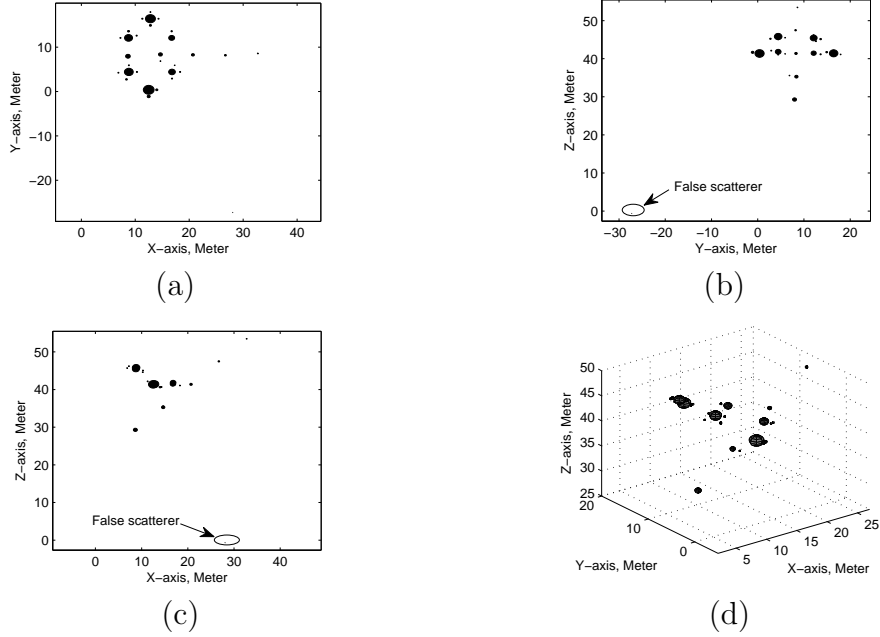 10
0
−10
−20
Y−axis, Meter
0 10 20 30 40
X−axis, Meter
(a)
50
40
30
20
10
0
Z−axis, Meter
False scatterer
−30 −20 −10 0 10 20
Y−axis, Meter
(b)
50
40
30
20
10
0
Z−axis, Meter
False scatterer
0 10 20 30 40
X−axis, Meter
(c)
50
45
40
35
30
25
Z−axis, Meter
20
10
0
Y−axis, Meter
5 10 15 20 25
X−axis, Meter
(d)